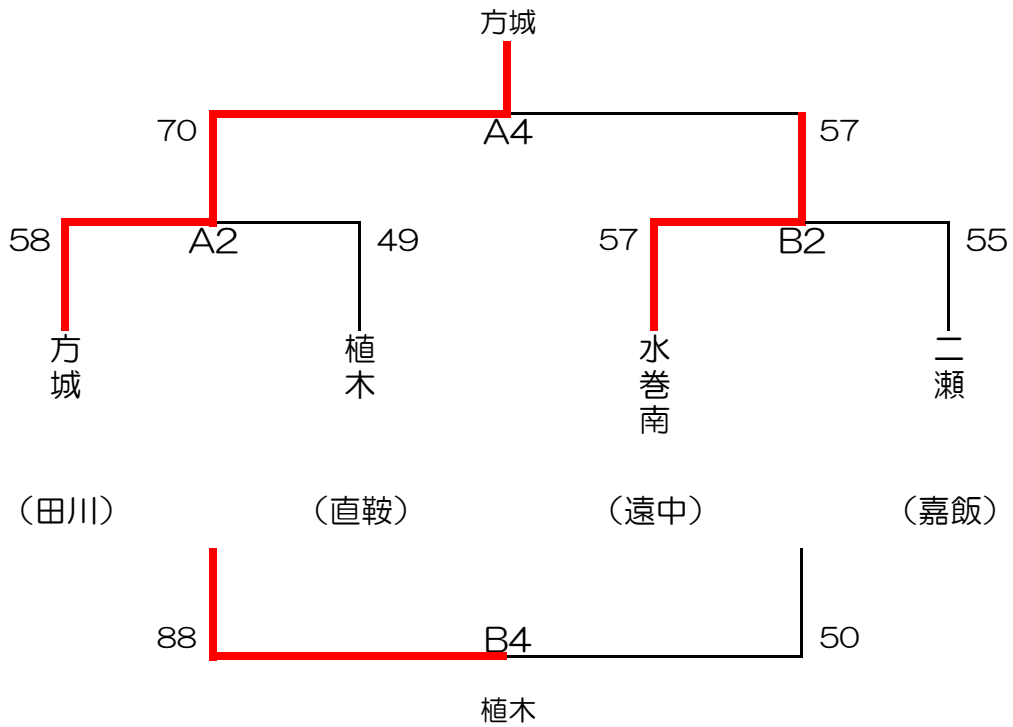 方城
70
A4
57
58
A2
49
57
B2
55
方城
植木
水巻南
二瀬
（田川）
（直鞍）
（遠中）
（嘉飯）
88
B4
50
植木